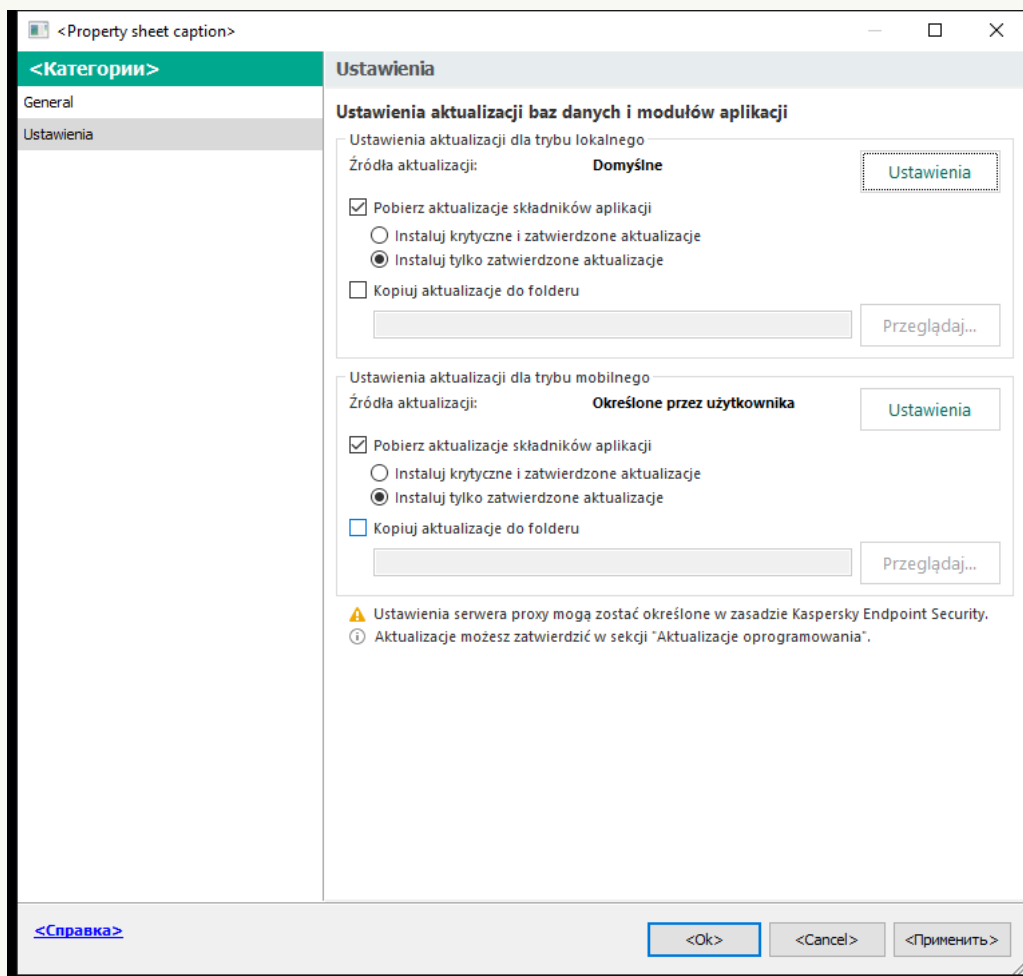 <Property sheet caption>
<Категории>
General
Ustawienia
Ustawienia
Ustawienia aktualizacji baz danych i modułów aplikacji
Ustawienia aktualizacji dla trybu lokalnego
Źródła aktualizacji: Domyślne Ustawienia
Pobierz aktualizacje składników aplikacji
Instaluj krytyczne i zatwierdzone aktualizacje
Instaluj tylko zatwierdzone aktualizacje
Kopiuj aktualizacje do folderu
Przeglądaj...
Ustawienia aktualizacji dla trybu mobilnego
Źródła aktualizacji: Określone przez użytkownika Ustawienia
Pobierz aktualizacje składników aplikacji
Instaluj krytyczne i zatwierdzone aktualizacje
Instaluj tylko zatwierdzone aktualizacje
Kopiuj aktualizacje do folderu
Przeglądaj...
Ustawienia serwera proxy mogą zostać określone w zasadzie Kaspersky Endpoint Security.
Aktualizacje możesz zatwierdzić w sekcji "Aktualizacje oprogramowania".
<Справка>
<Ok> <Cancel> <Применить>